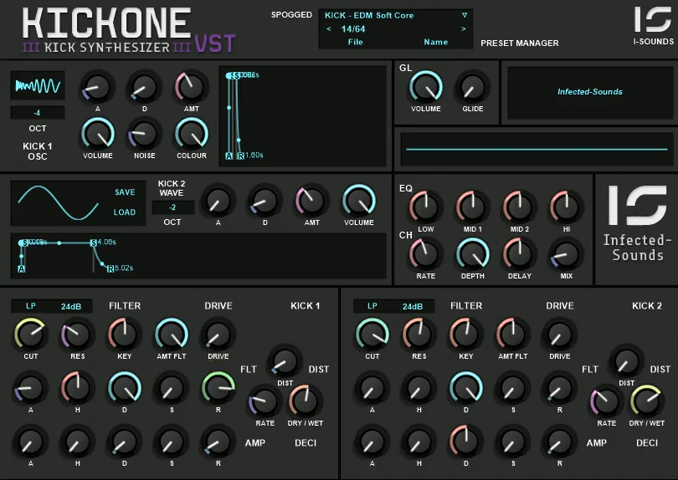 KICKONE
III KICK SYNTHESIZER III VST
SPOGGED
KICK - EDM Soft Core
< 14/64 >
File Name
PRESET MANAGER
I-SOUNDS
-4
OCT
KICK 1
OSC
A D AMT
VOLUME NOISE COLOUR
A R 1.60s
GL
VOLUME GLIDE
Infected-Sounds
SAVE
LOAD
KICK 2
WAVE
-2
OCT
A D AMT VOLUME
S S 4.06s
A R 5.02s
EQ
LOW MID 1 MID 2 HI
CH
RATE DEPTH DELAY MIX
Infected-
Sounds
LP 24dB FILTER DRIVE KICK 1
CUT RES KEY AMT FLT DRIVE
FLT DIST
DIST
A H D S R
RATE DRY / WET
AMP DECI
A H D S R
LP 24dB FILTER DRIVE KICK 2
CUT RES KEY AMT FLT DRIVE
FLT DIST
DIST
A H D S R
RATE DRY / WET
AMP DECI
A H D S R